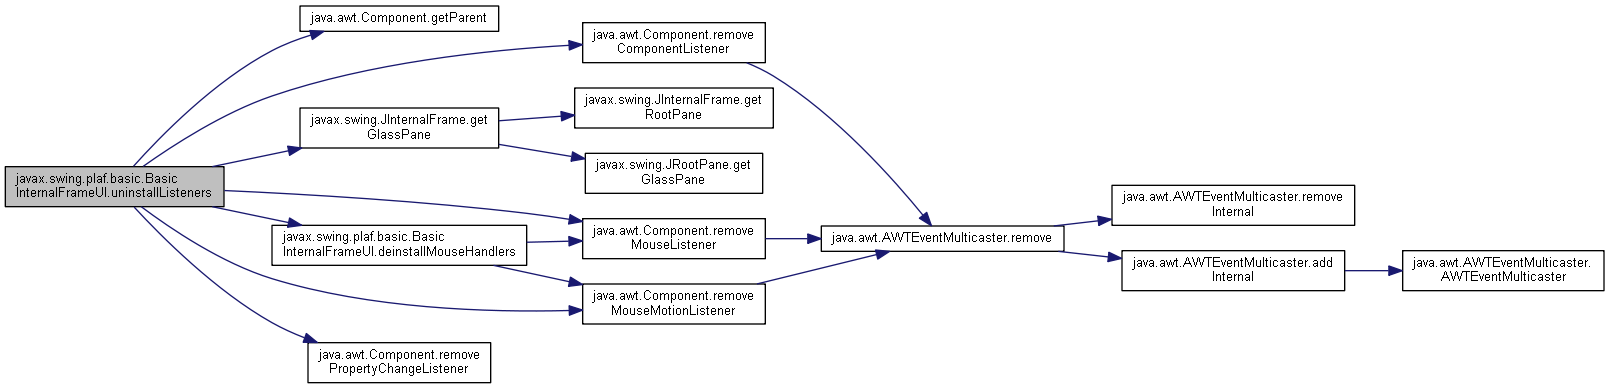 java.awt.Component.getParent
java.awt.Component.remove
ComponentListener
javax.swing.JInternalFrame.get
RootPane
javax.swing.JInternalFrame.get
GlassPane
javax.swing.JRootPane.get
GlassPane
javax.swing.plaf.basic.Basic
InternalFrameUI.uninstallListeners
java.awt.AWTEventMulticaster.remove
Internal
java.awt.Component.remove
MouseListener
javax.swing.plaf.basic.Basic
InternalFrameUI.deinstallMouseHandlers
java.awt.AWTEventMulticaster.remove
java.awt.AWTEventMulticaster.add
Internal
java.awt.AWTEventMulticaster.
AWTEventMulticaster
java.awt.Component.remove
MouseMotionListener
java.awt.Component.remove
PropertyChangeListener